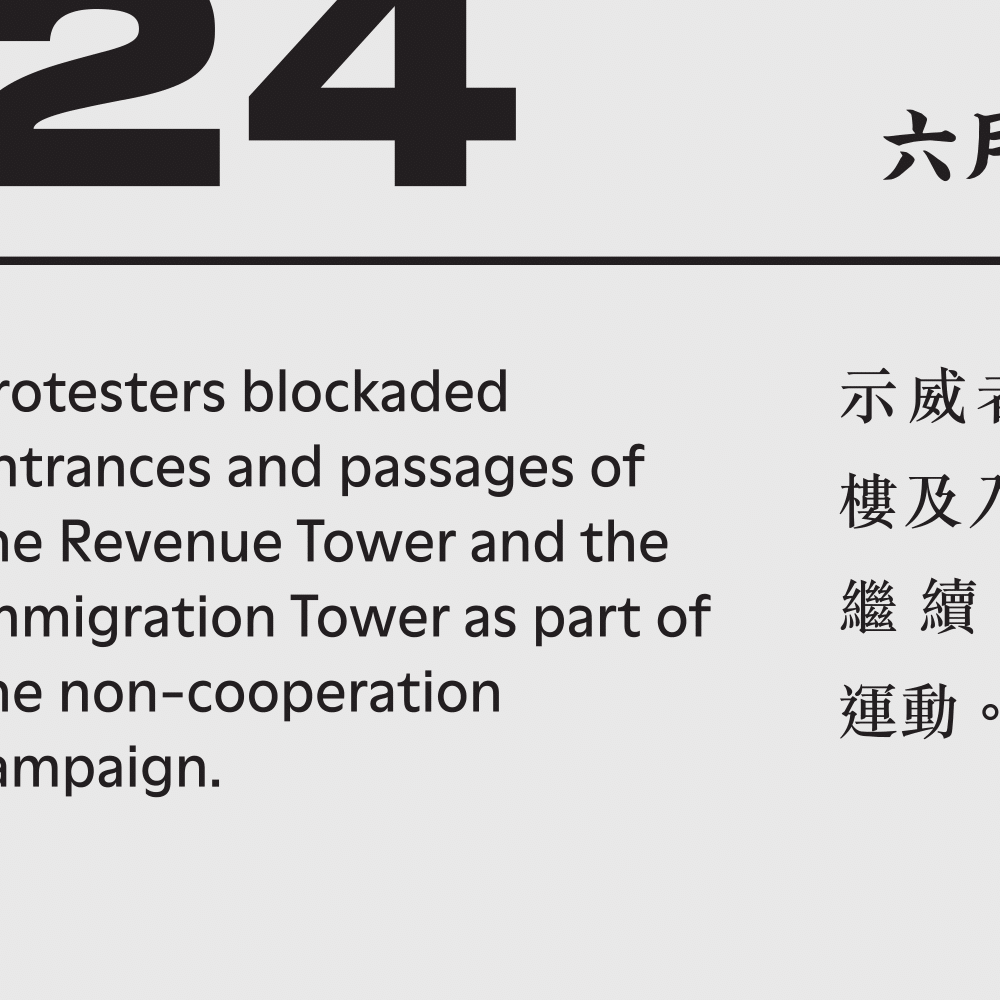 24
六月
rotesters blockaded
ntrances and passages of
he Revenue Tower and the
mmigration Tower as part of
he non-cooperation
ampaign.
示威者
樓及入
繼續
運動。